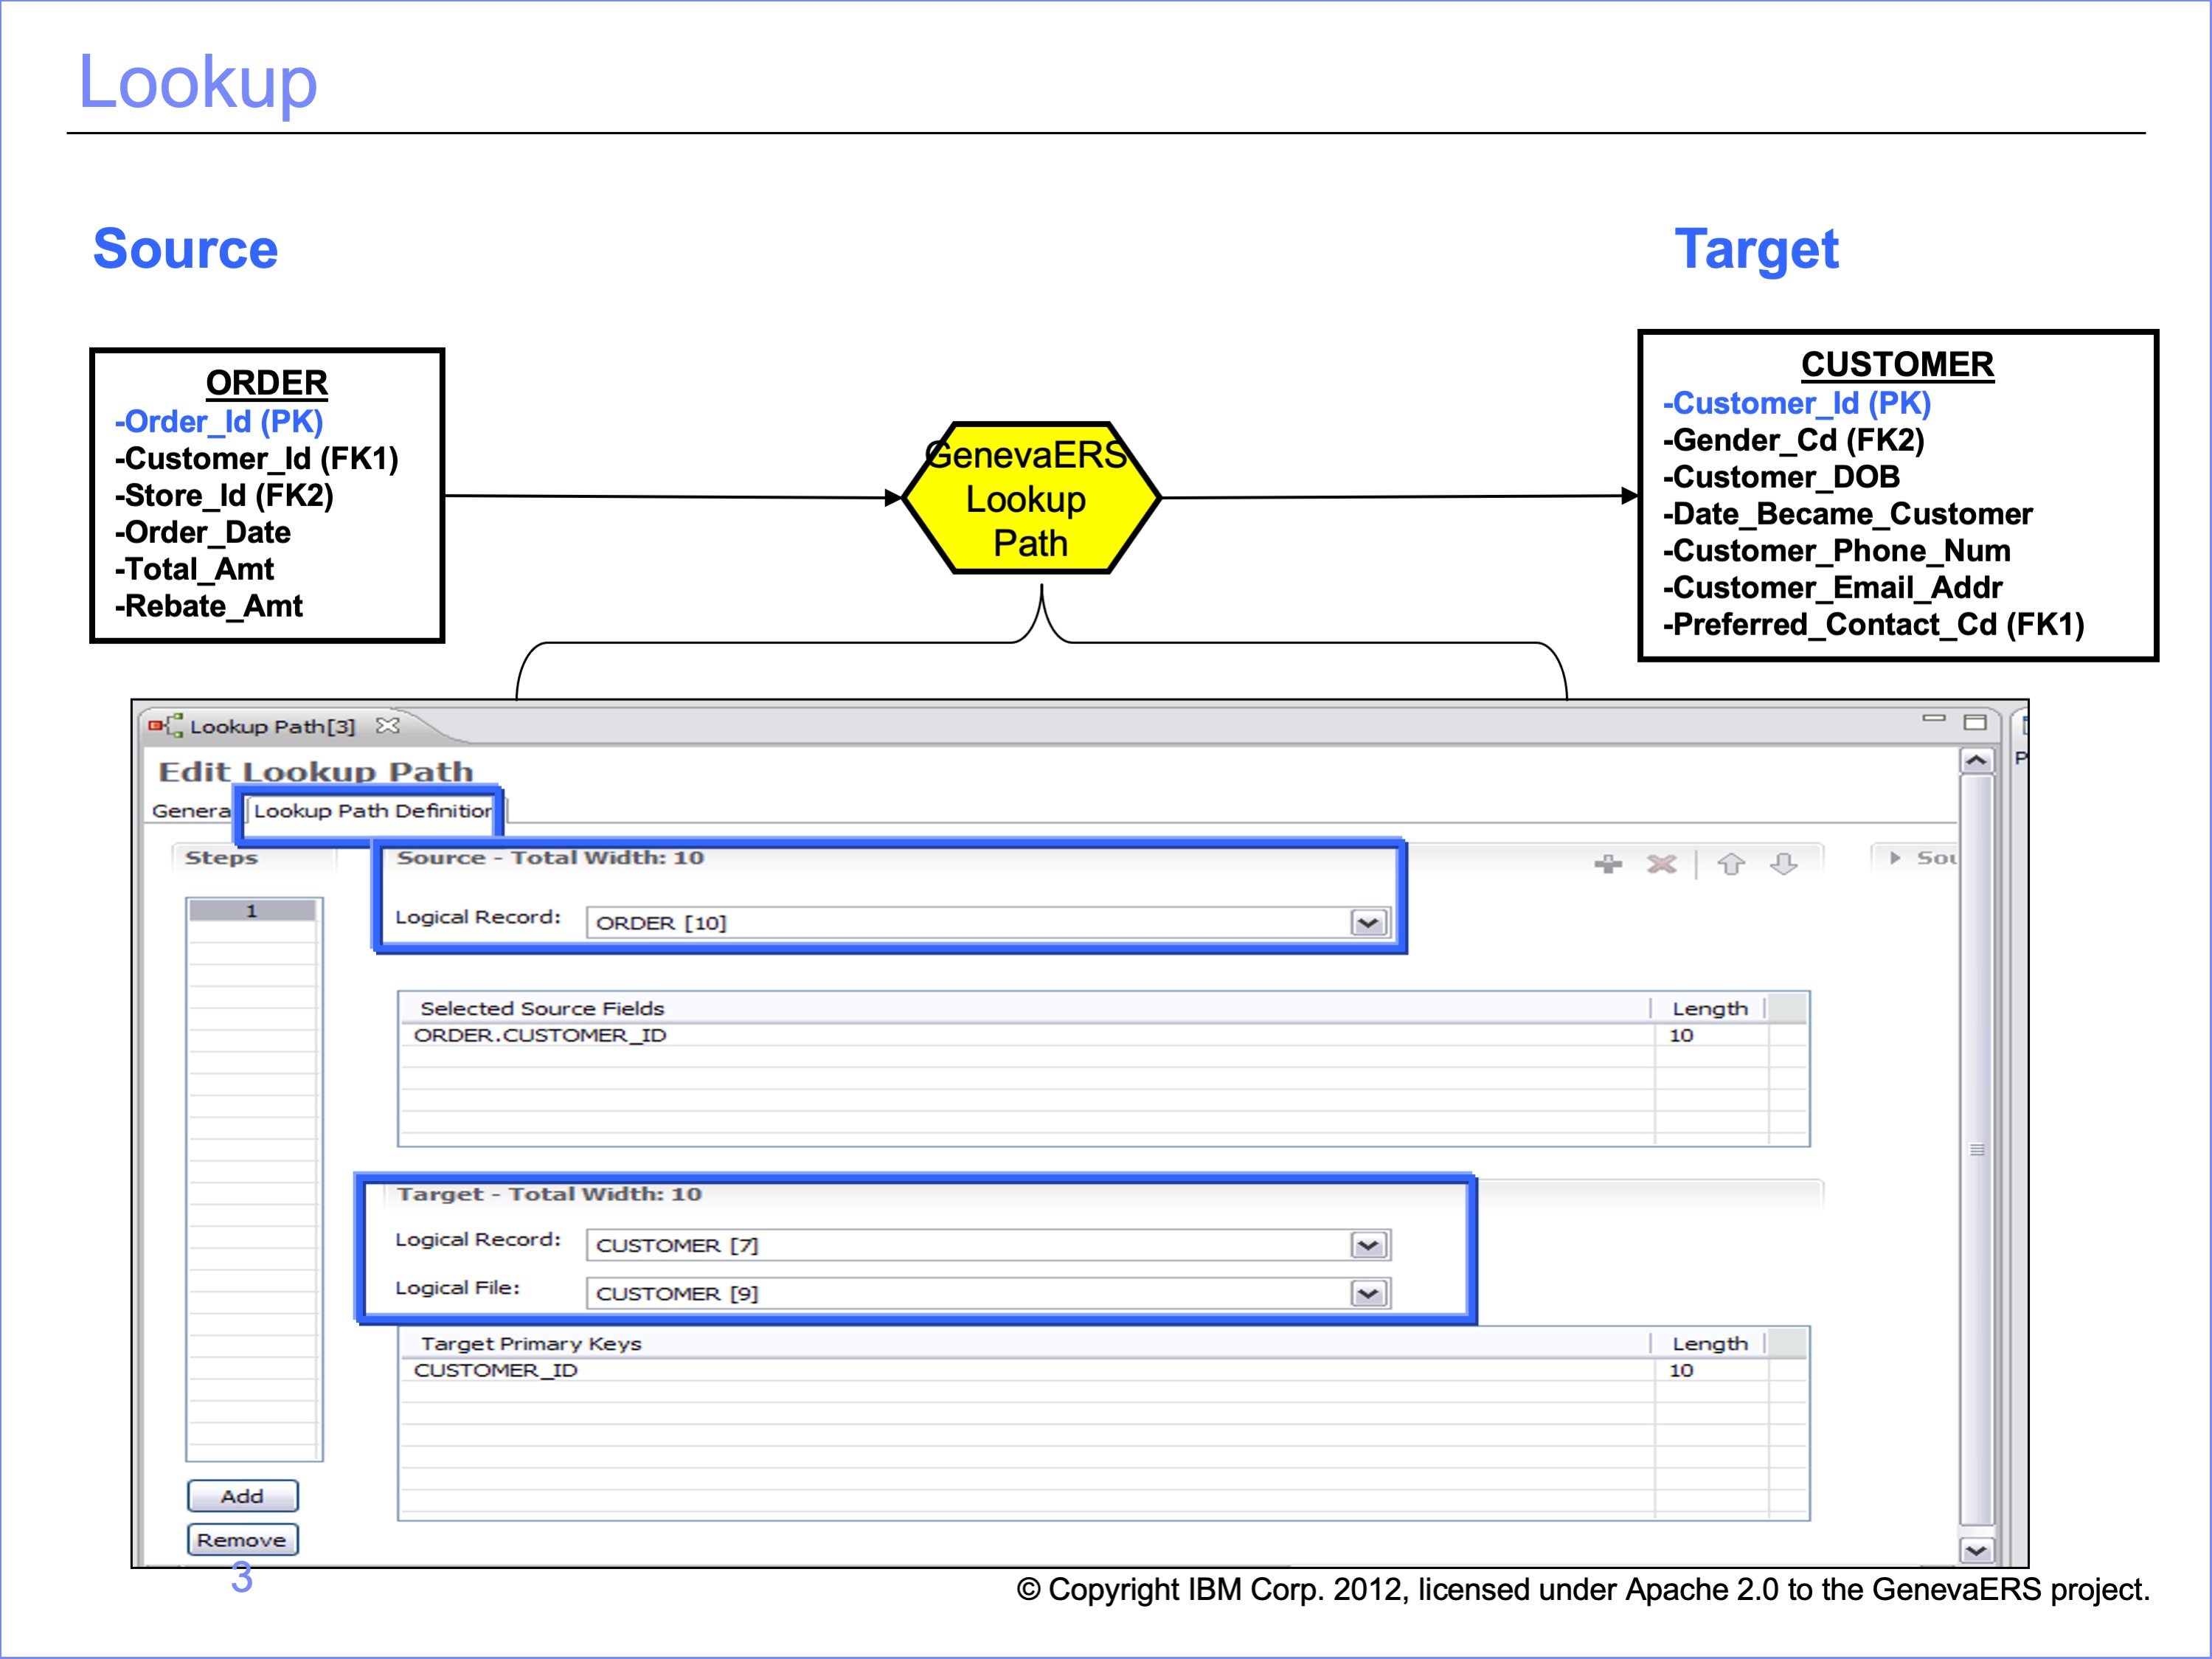 Lookup
Source
Target
ORDER
-Order_Id (PK)
-Customer_Id (FK1)
-Store_Id (FK2)
-Order_Date
-Total_Amt
-Rebate_Amt
GenevaERS
Lookup
Path
CUSTOMER
-Customer_Id (PK)
-Gender_Cd (FK2)
-Customer_DOB
-Date_Became_Customer
-Customer_Phone_Num
-Customer_Email_Addr
-Preferred_Contact_Cd (FK1)
Lookup Path[3]
P
Edit Lookup Path
Genera Lookup Path Definition
Steps
Source - Total Width: 10
Sou
1
Logical Record: ORDER [10]
Selected Source Fields Length
ORDER.CUSTOMER_ID 10
Target - Total Width: 10
Logical Record: CUSTOMER [7]
Logical File: CUSTOMER [9]
Target Primary Keys Length
CUSTOMER_ID 10
Add
Remove
3
© Copyright IBM Corp. 2012, licensed under Apache 2.0 to the GenevaERS project.